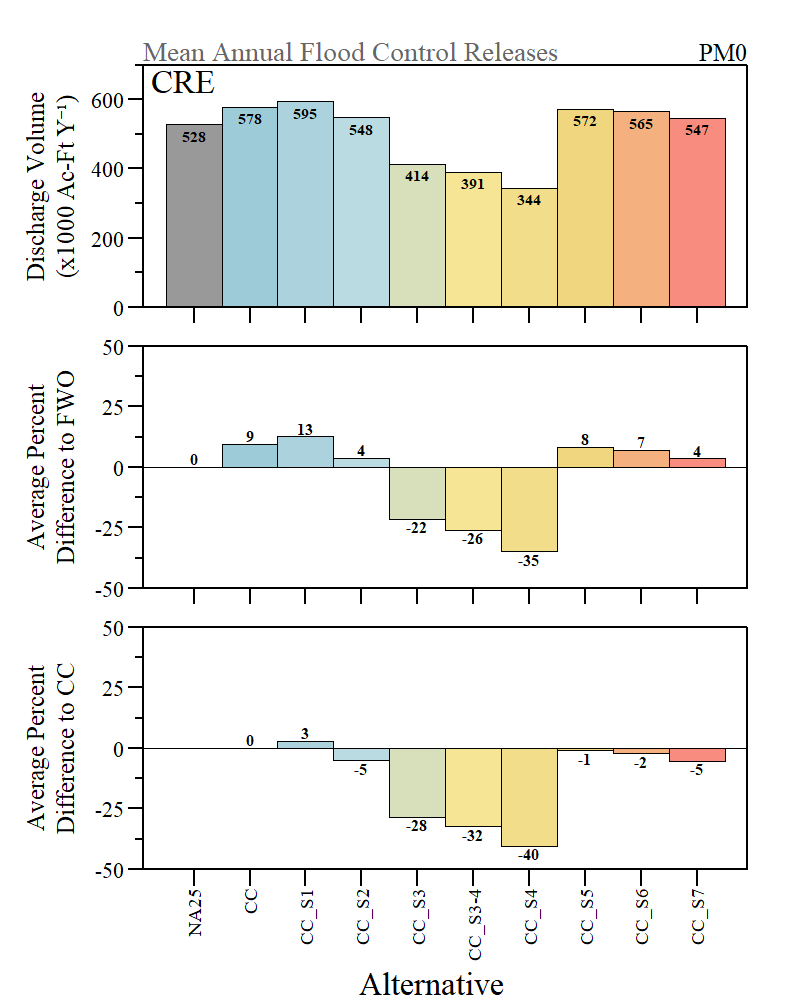 Mean Annual Flood Control Releases PM0
CRE
Discharge Volume
(x1000 Ac-Ft Y⁻¹)
600
400
200
0
528 578 595 548 414 391 344 572 565 547
Average Percent
Difference to FWO
50
25
0
-25
-50
0 9 13 4 -22 -26 -35 8 7 4
Average Percent
Difference to CC
50
25
0
-25
-50
0 3 -5 -28 -32 -40 -1 -2 -5
NA25
CC
CC_S1
CC_S2
CC_S3
CC_S3-4
CC_S4
CC_S5
CC_S6
CC_S7
Alternative